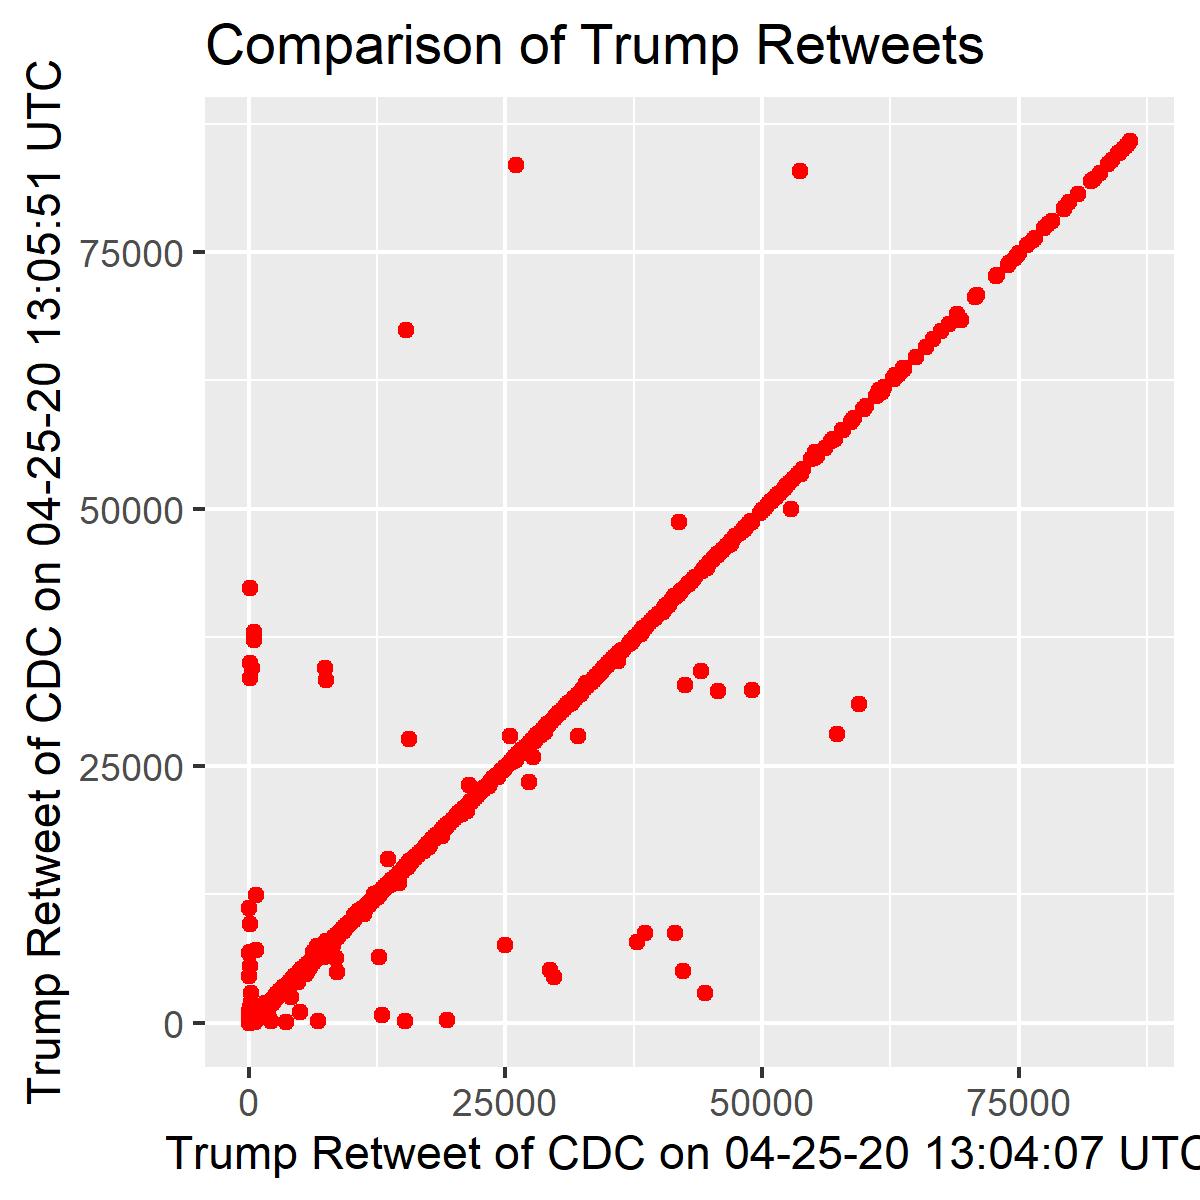 Comparison of Trump Retweets
Trump Retweet of CDC on 04-25-20 13:05:51 UTC
75000
50000
25000
0
0 25000 50000 75000
Trump Retweet of CDC on 04-25-20 13:04:07 UTC